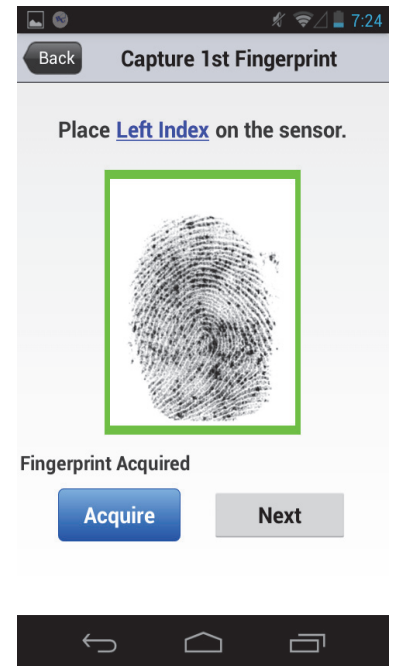 7:24
Back
Capture 1st Fingerprint
Place Left Index on the sensor.
Fingerprint Acquired
Acquire
Next